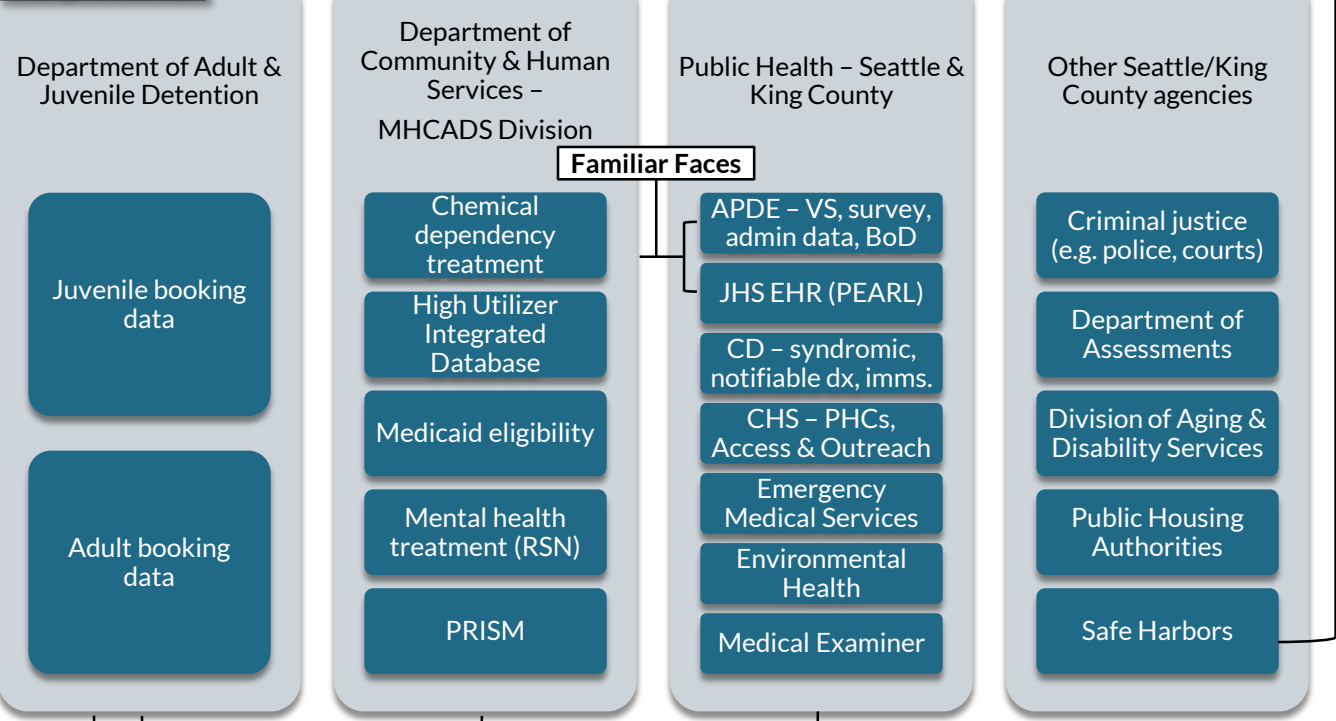 Department of Adult &
Juvenile Detention
Juvenile booking
data
Adult booking
data
Department of
Community & Human
Services –
MHCADS Division
Familiar Faces
Chemical
dependency
treatment
High Utilizer
Integrated
Database
Medicaid eligibility
Mental health
treatment (RSN)
PRISM
Public Health – Seattle &
King County
APDE – VS, survey,
admin data, BoD
JHS EHR (PEARL)
CD – syndromic,
notifiable dx, imms.
CHS – PHCs,
Access & Outreach
Emergency
Medical Services
Environmental
Health
Medical Examiner
Other Seattle/King
County agencies
Criminal justice
(e.g. police, courts)
Department of
Assessments
Division of Aging &
Disability Services
Public Housing
Authorities
Safe Harbors